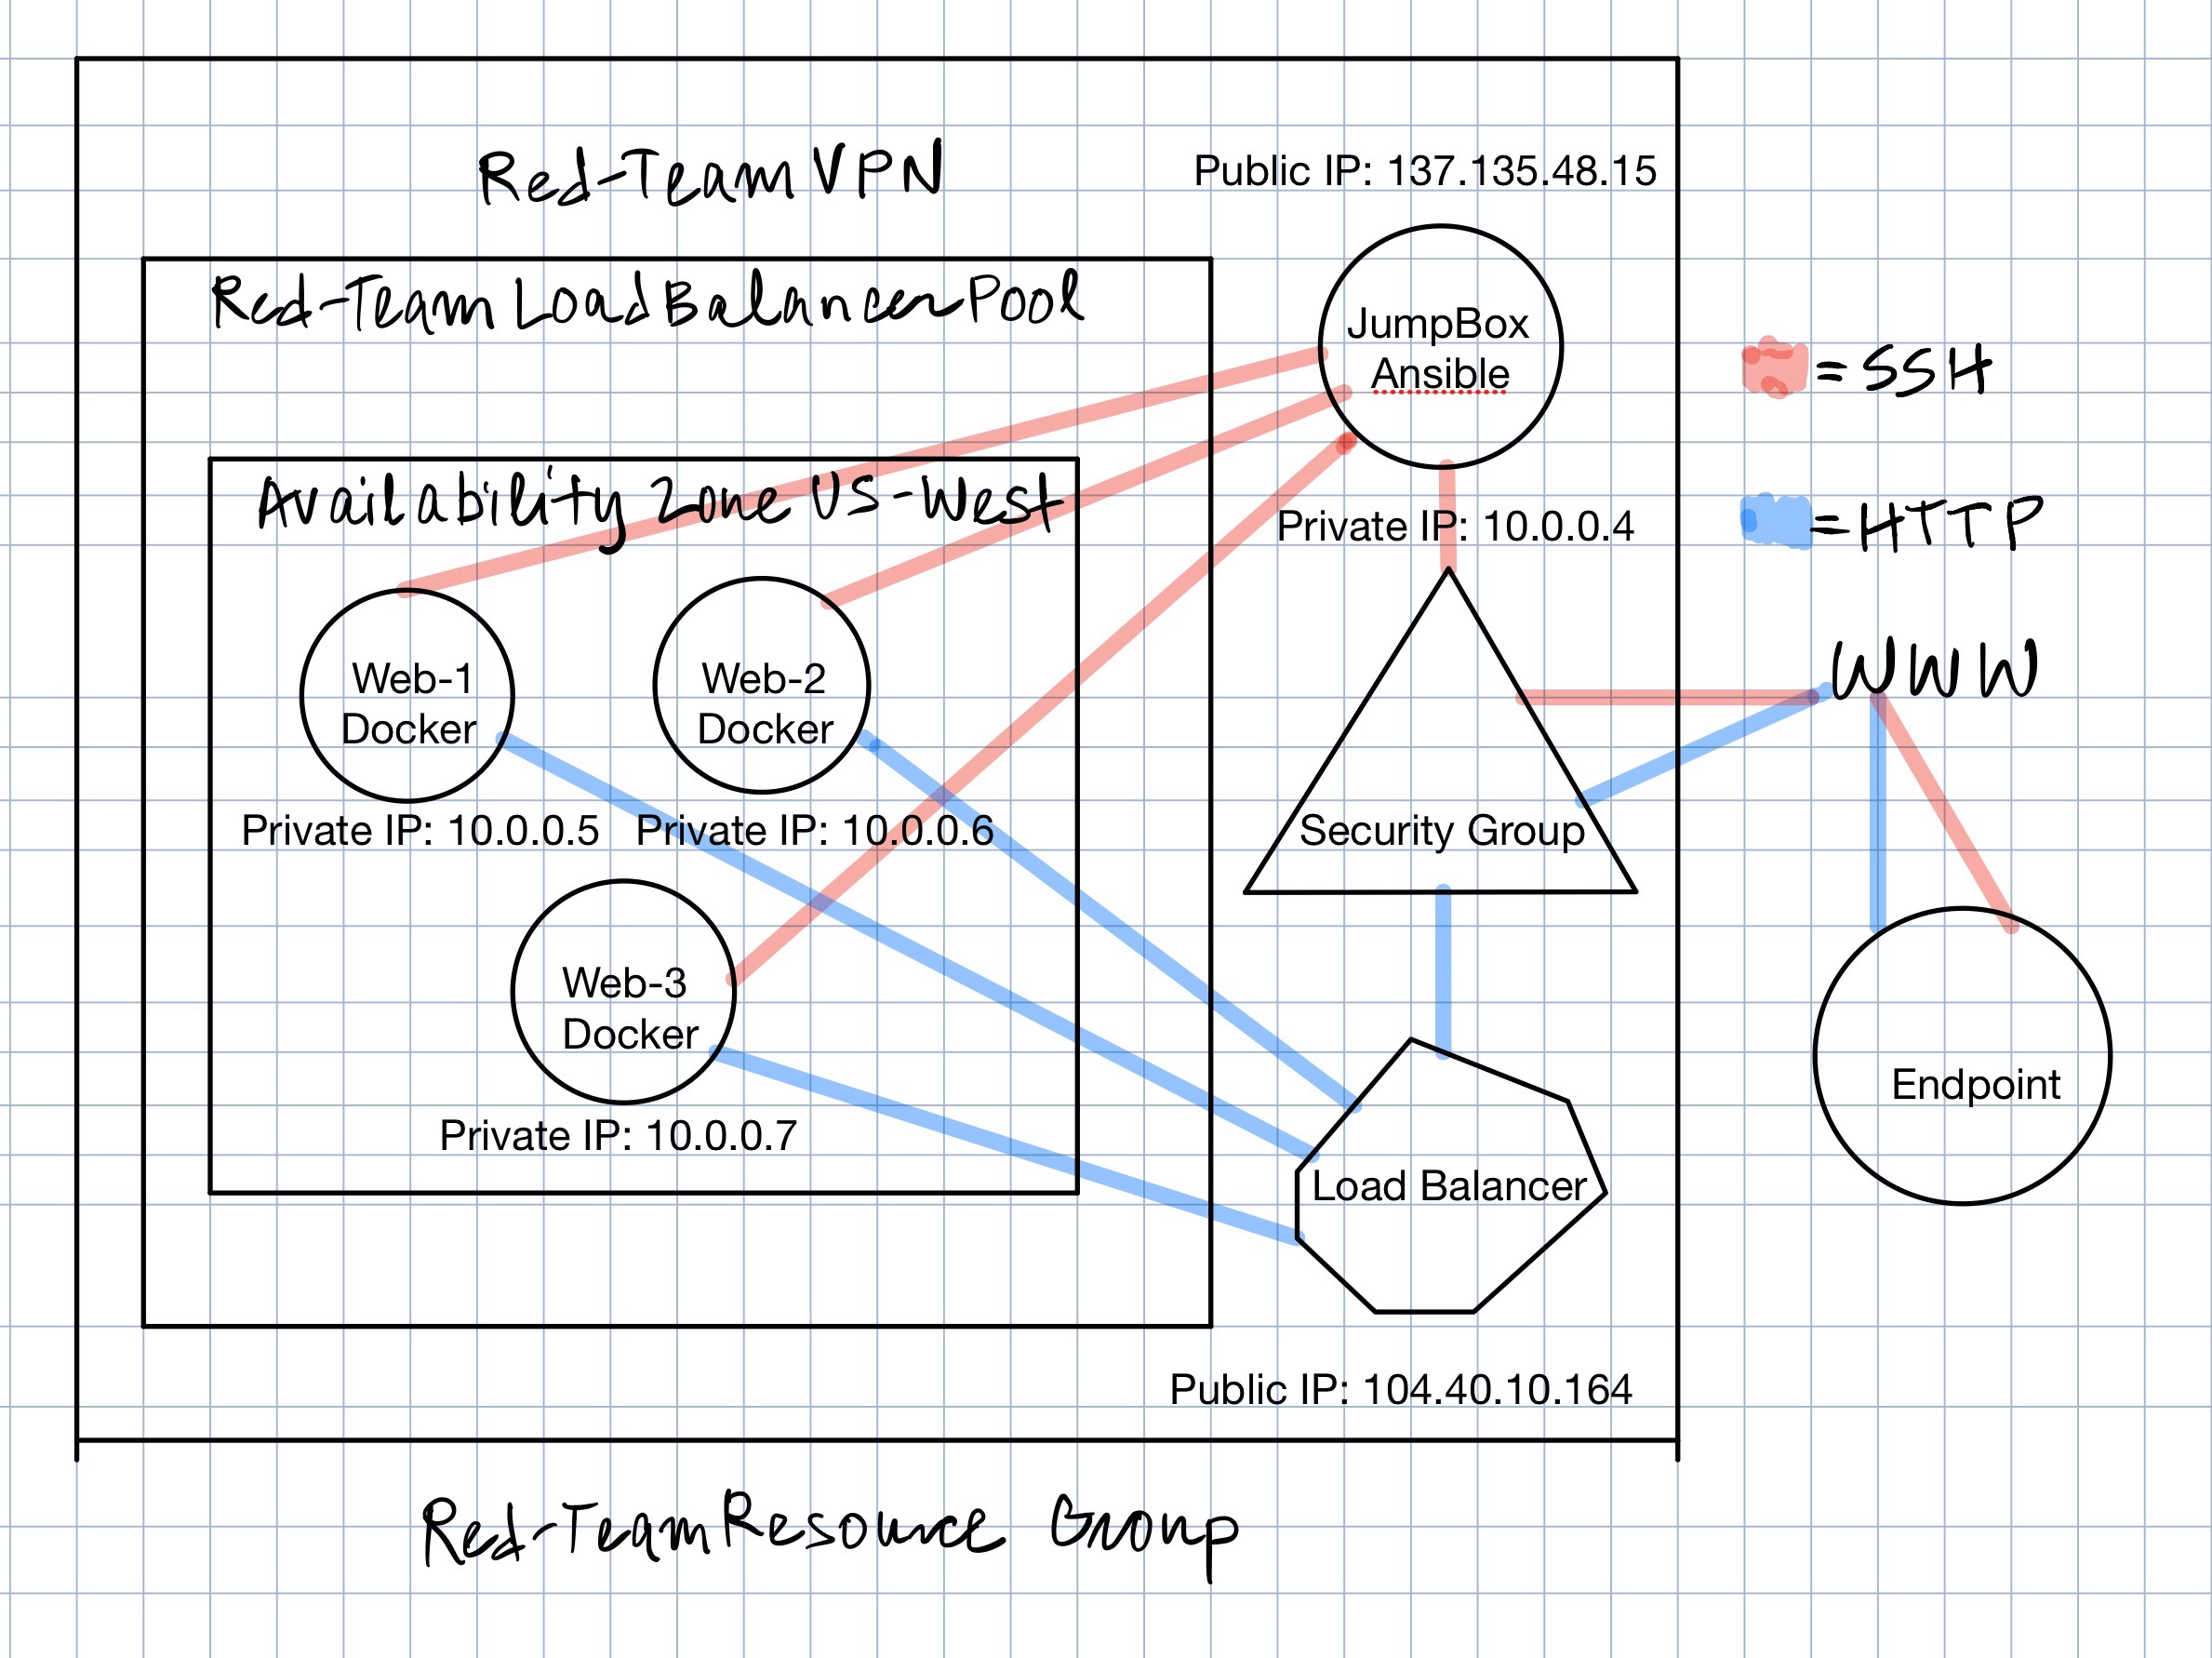 Red-Team VPN
Public IP: 137.135.48.15
Red-Team LoadBalancer Pool
JumpBox
Ansible
= SSH
Availability Zone US-West
Private IP: 10.0.0.4
= HTTP
WWW
Web-1
Docker
Web-2
Docker
Private IP: 10.0.0.5
Private IP: 10.0.0.6
Security Group
Web-3
Docker
Endpoint
Private IP: 10.0.0.7
Load Balancer
Public IP: 104.40.10.164
Red-Team Resource Group